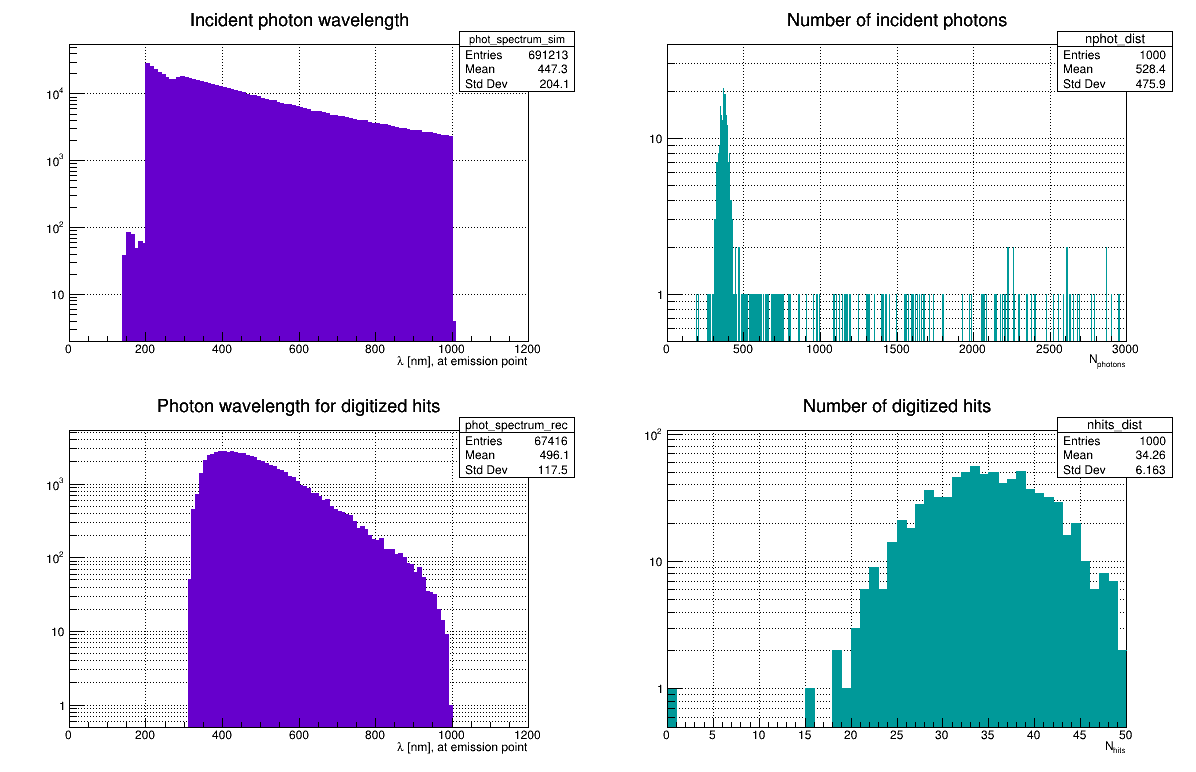 Incident photon wavelength
phot_spectrum_sim
Entries 691213
Mean 447.3
Std Dev 204.1
10^4
10^3
10^2
10
0 200 400 600 800 1000 1200
λ [nm], at emission point
Number of incident photons
nphot_dist
Entries 1000
Mean 528.4
Std Dev 475.9
10
1
0 500 1000 1500 2000 2500 3000
N_photons
Photon wavelength for digitized hits
phot_spectrum_rec
Entries 67416
Mean 496.1
Std Dev 117.5
10^3
10^2
10
1
0 200 400 600 800 1000 1200
λ [nm], at emission point
Number of digitized hits
nhits_dist
Entries 1000
Mean 34.26
Std Dev 6.163
10^2
10
1
0 5 10 15 20 25 30 35 40 45 50
N_hits